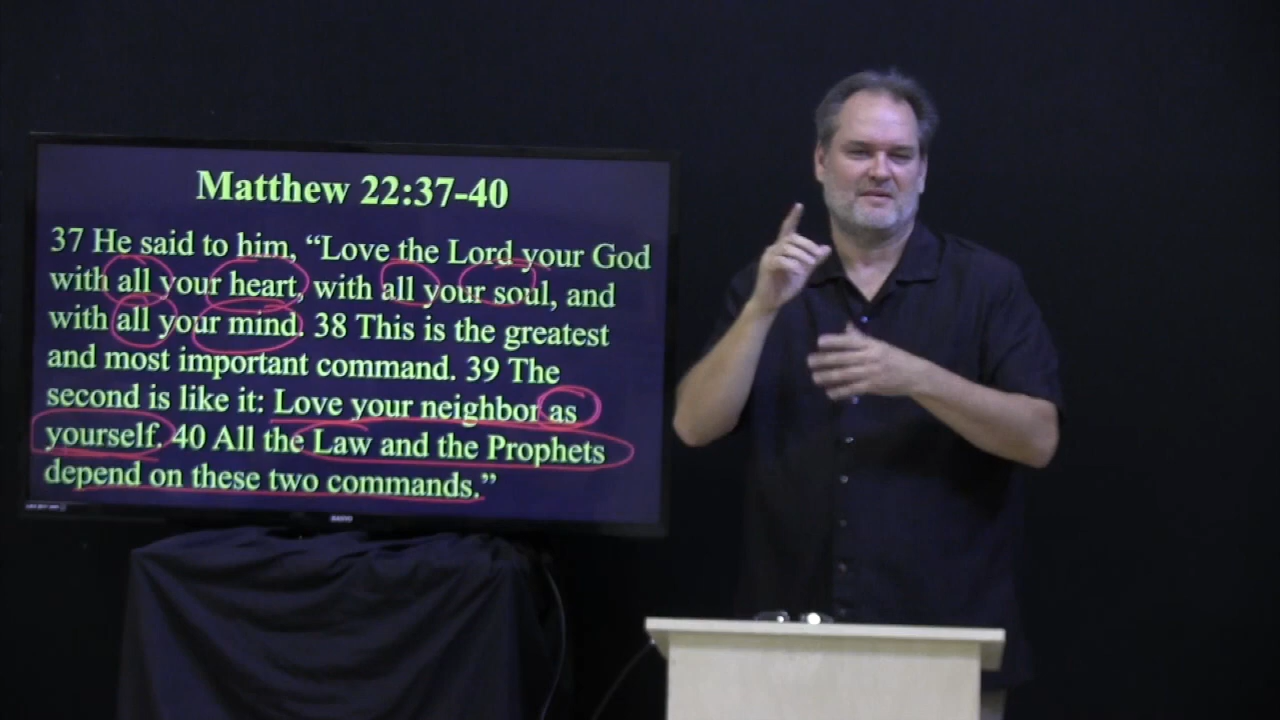 Matthew 22:37-40
37 He said to him, “Love the Lord your God
with all your heart, with all your soul, and
with all your mind. 38 This is the greatest
and most important command. 39 The
second is like it: Love your neighbor as
yourself. 40 All the Law and the Prophets
depend on these two commands.”
SANYO